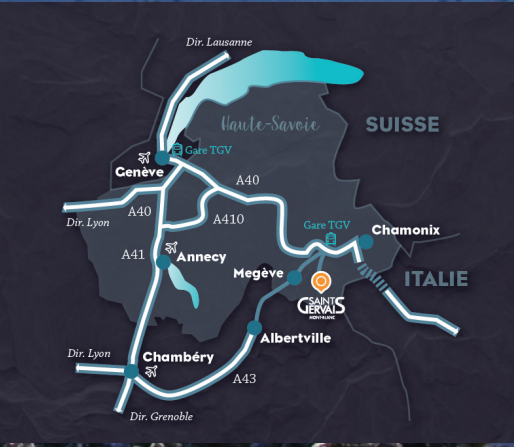 Dir. Lausanne
Haute-Savoie
SUISSE
Gare TGV
Genève
A40
Dir. Lyon
A40
A410
Gare TGV
Chamonix
A41
Annecy
Megève
ITALIE
SAINT
GERVAIS
MONT-BLANC
Albertville
Dir. Lyon
Chambéry
A43
Dir. Grenoble